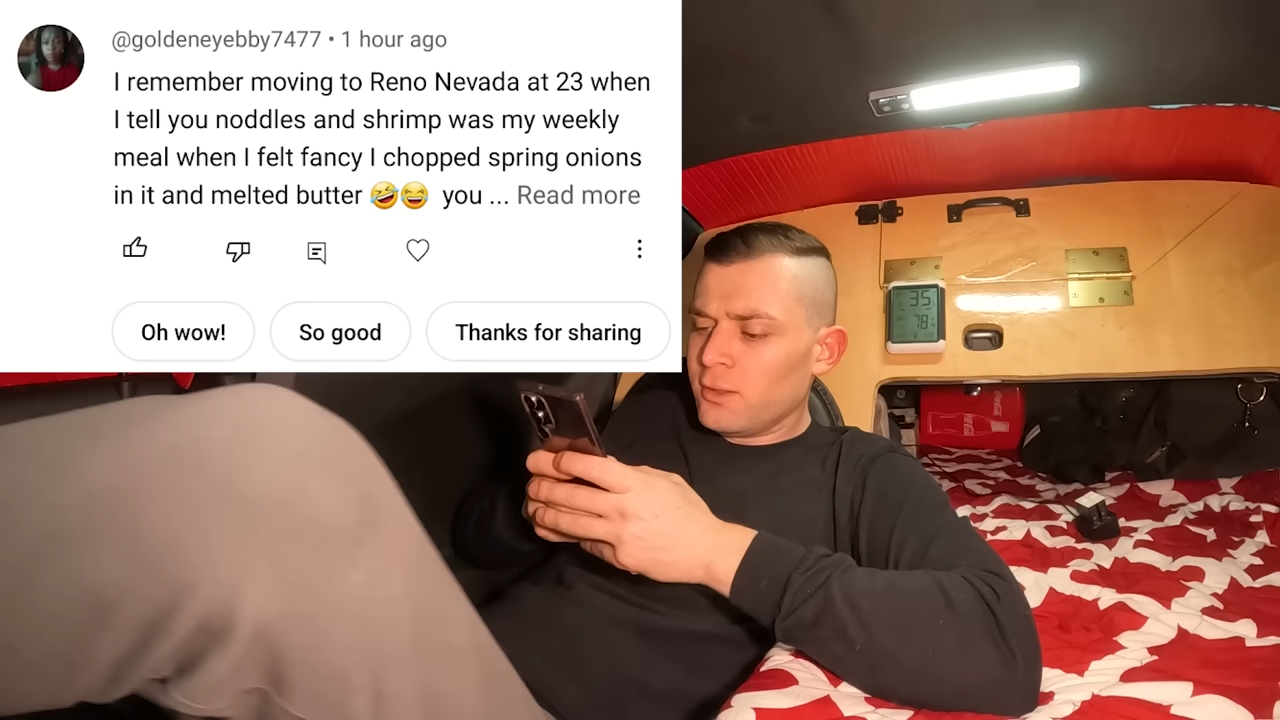 @goldeneyebby7477 • 1 hour ago
I remember moving to Reno Nevada at 23 when
I tell you noddles and shrimp was my weekly
meal when I felt fancy I chopped spring onions
in it and melted butter 🤣😂 you ... Read more
Oh wow!
So good
Thanks for sharing
35
78
Coca-Cola